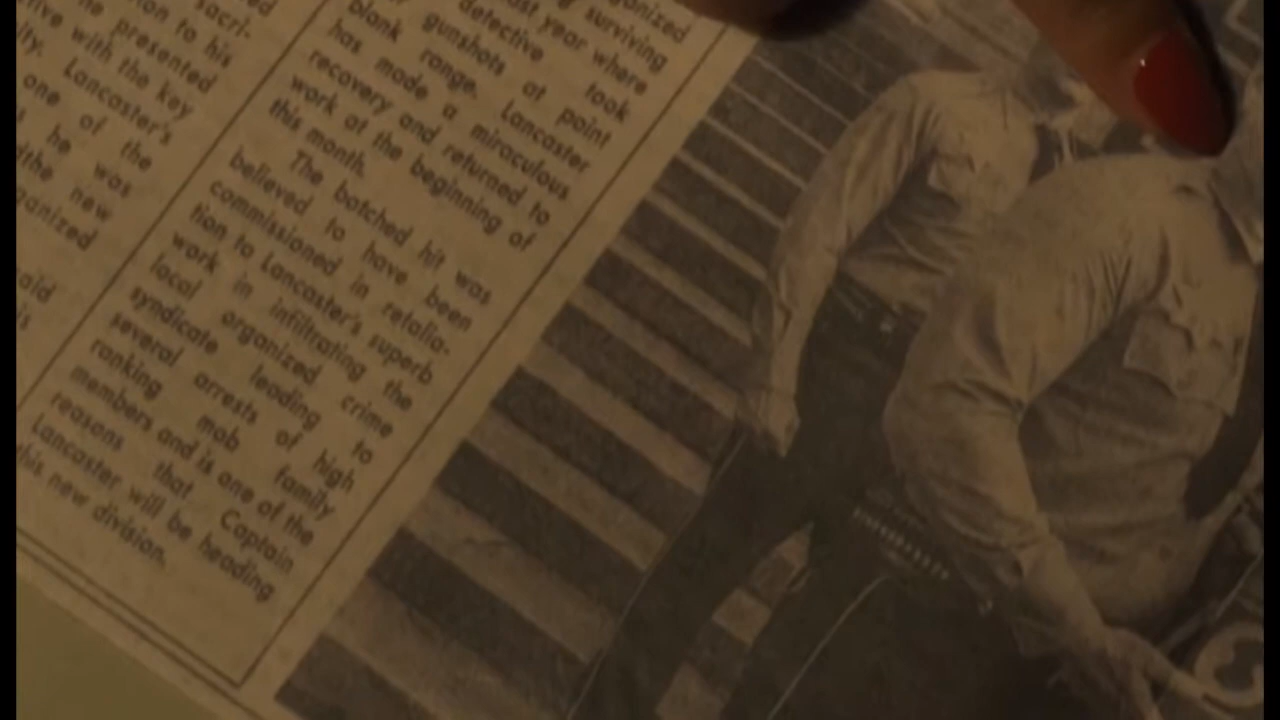 sacri-
tion to his
he presented
with the key
Lancaster's
one of the
he was
the new
ganized
aid
organized
surviving
last year where
detective took
gunshots at point
blank range. Lancaster
has made a miraculous
recovery and returned to
work at the beginning of
this month.
The botched hit was
believed to have been
commissioned in retalia-
tion to Lancaster's superb
work in infiltrating the
local organized crime
syndicate leading to
several arrests of high
ranking mob family
members and is one of the
reasons that Captain
Lancaster will be heading
this new division.